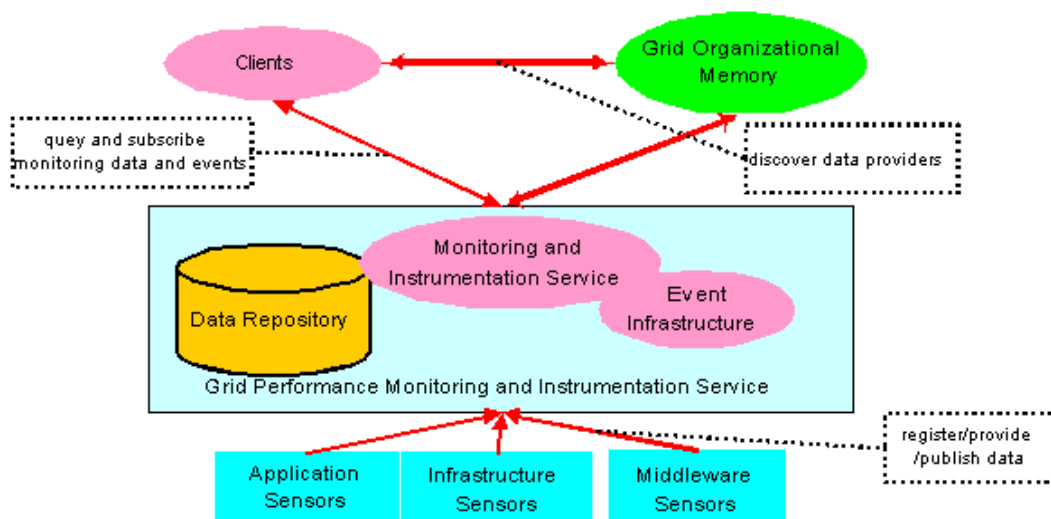 Clients
Grid Organizational
Memory
quey and subscribe
monitoring data and events
discover data providers
Monitoring and
Instrumentation Service
Event
Infrastructure
Data Repository
Grid Performance Monitoring and Instrumentation Service
register/provide
/publish data
Application
Sensors
Infrastructure
Sensors
Middleware
Sensors